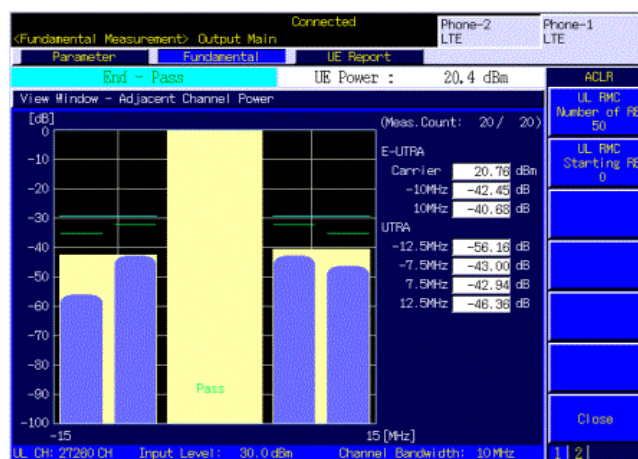 Connected
<Fundamental Measurement> Output Main
Phone-2
LTE
Phone-1
LTE
Parameter
Fundamental
UE Report
End - Pass
UE Power : 20.4 dBm
ACLR
View Window - Adjacent Channel Power
UL RMC
Number of RB
50
UL RMC
Starting RB
0
[dB]
(Meas.Count: 20/ 20)
0
-10
-20
-30
-40
-50
-60
-70
-80
-90
-100
E-UTRA
Carrier 20.76 dBm
-10MHz -42.45 dB
10MHz -40.68 dB
UTRA
-12.5MHz -56.16 dB
-7.5MHz -43.00 dB
7.5MHz -42.94 dB
12.5MHz -46.36 dB
Pass
-15
15 [MHz]
Close
UL CH: 27260 CH Input Level: 30.0 dBm Channel Bandwidth: 10 MHz
1 2